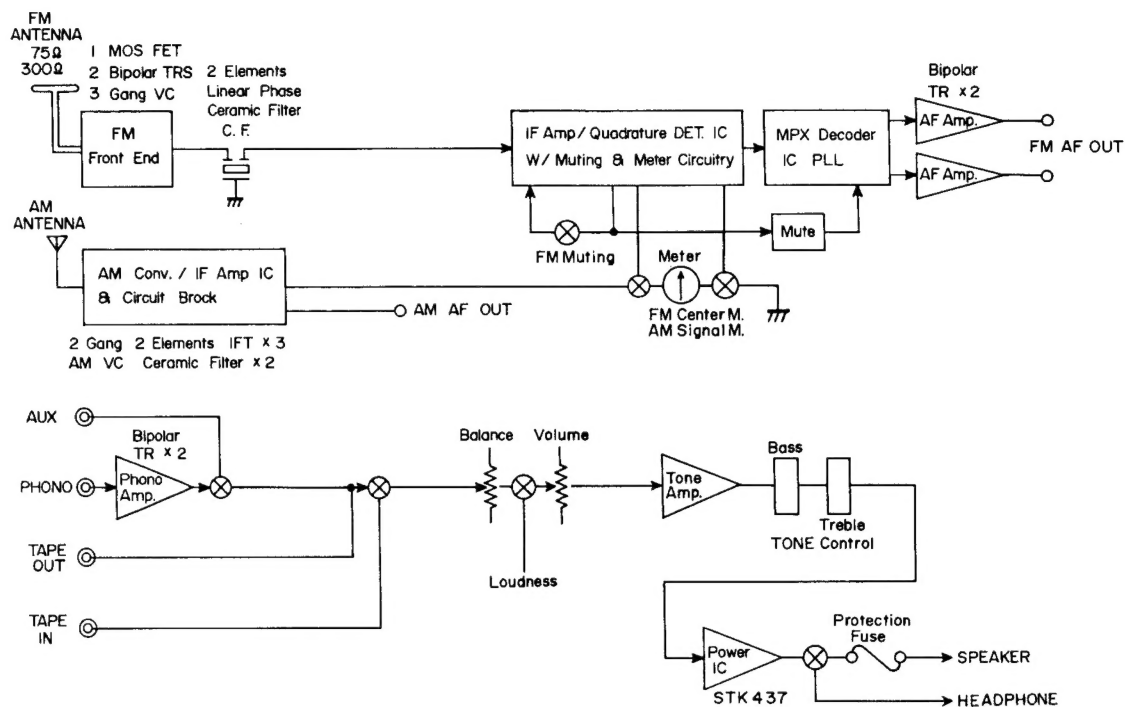 FM
ANTENNA
75Ω
300Ω
1 MOS FET
2 Bipolar TRS
3 Gang VC
2 Elements
Linear Phase
Ceramic Filter
C. F.
FM
Front End
IF Amp/Quadrature DET. IC
W/ Muting & Meter Circuitry
MPX Decoder
IC PLL
Bipolar
TR × 2
AF Amp.
AF Amp.
FM AF OUT
FM Muting
Mute
Meter
FM Center M.
AM Signal M.
AM
ANTENNA
AM Conv. / IF Amp IC
& Circuit Brock
AM AF OUT
2 Gang 2 Elements IFT × 3
AM VC Ceramic Filter × 2
AUX
Bipolar
TR × 2
PHONO
Phono
Amp.
TAPE
OUT
TAPE
IN
Balance
Volume
Loudness
Tone
Amp.
Bass
Treble
TONE Control
Power
IC
STK 437
Protection
Fuse
SPEAKER
HEADPHONE